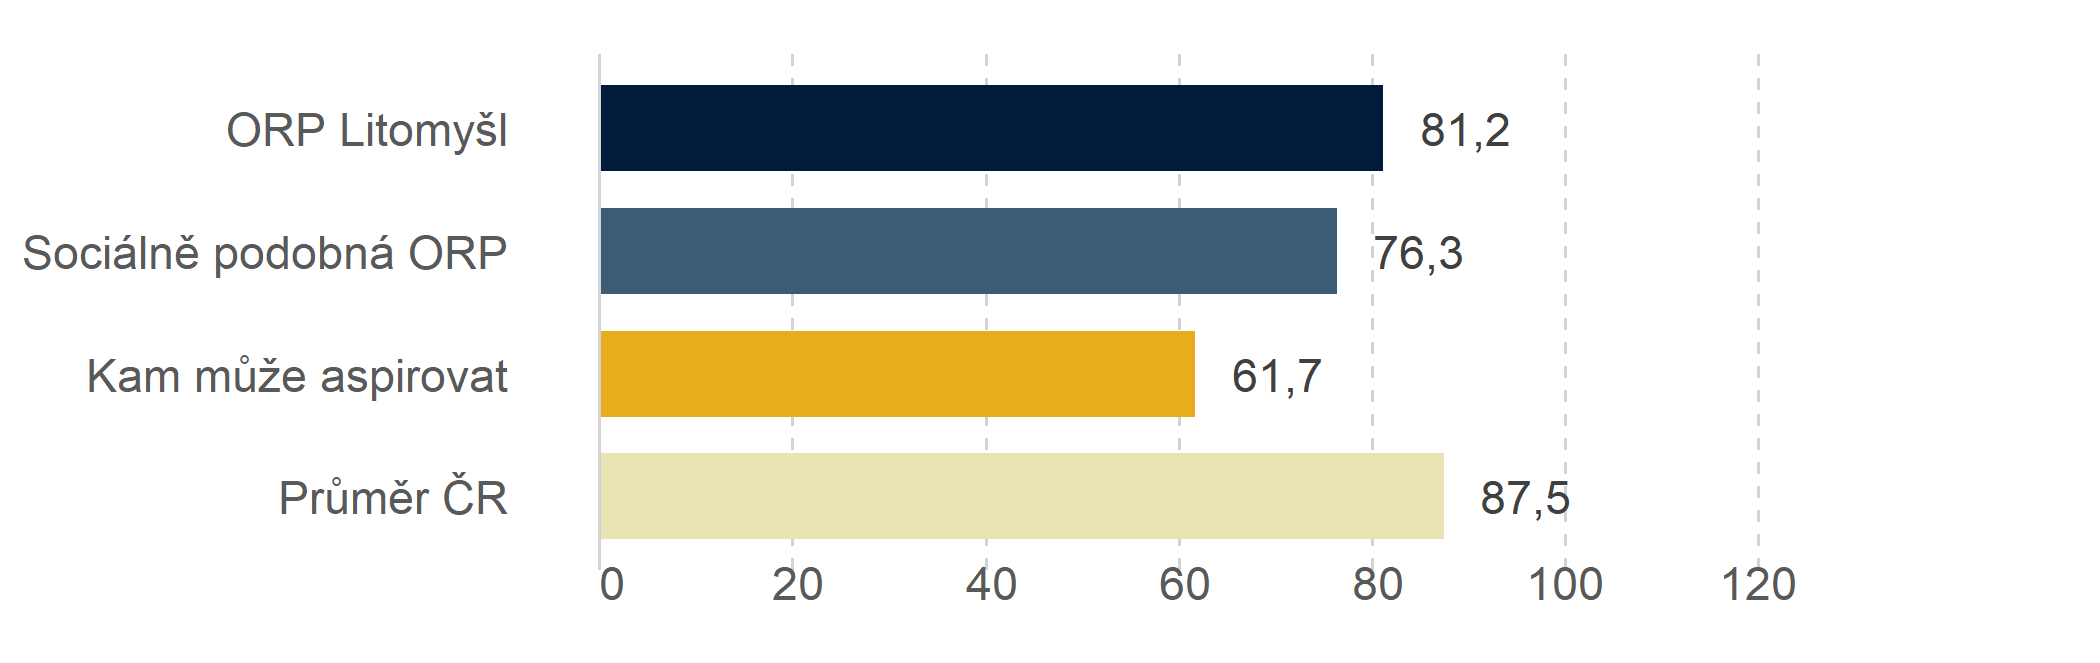 ORP Litomyšl 81,2
Sociálně podobná ORP 76,3
Kam může aspirovat 61,7
Průměr ČR 87,5
0 20 40 60 80 100 120